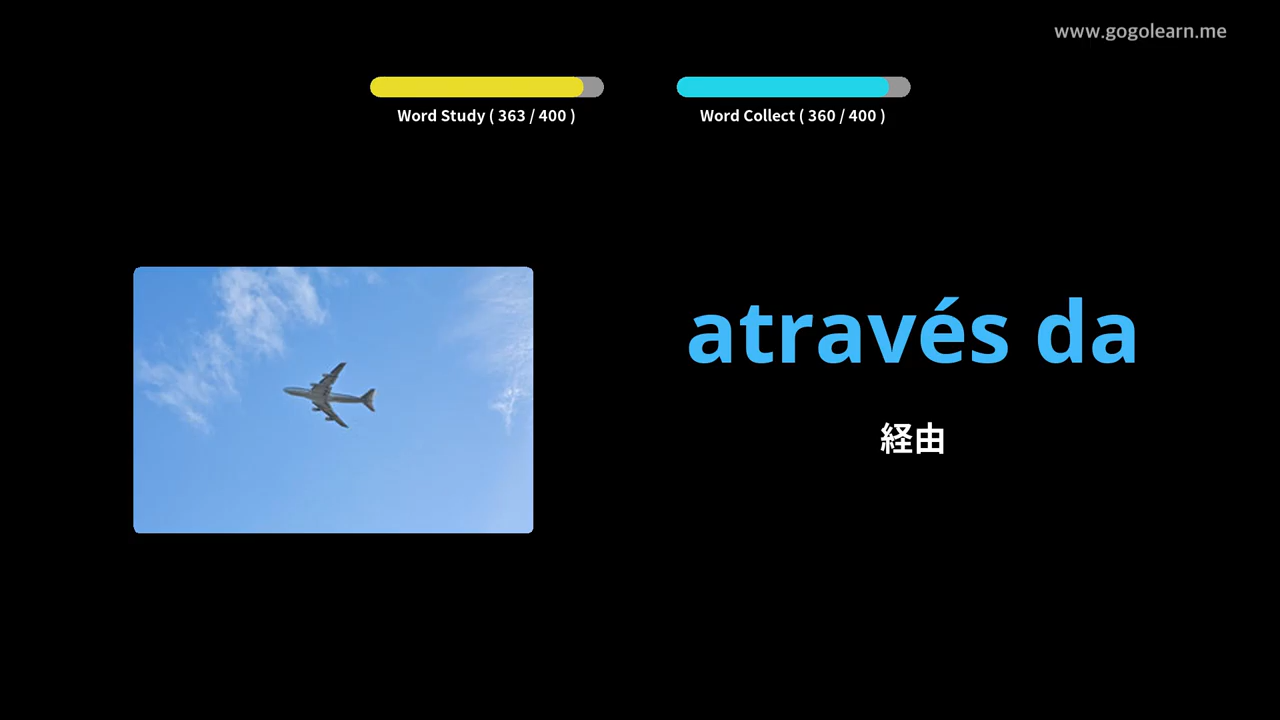 www.gogolearn.me
Word Study ( 363 / 400 )
Word Collect ( 360 / 400 )
através da
経由